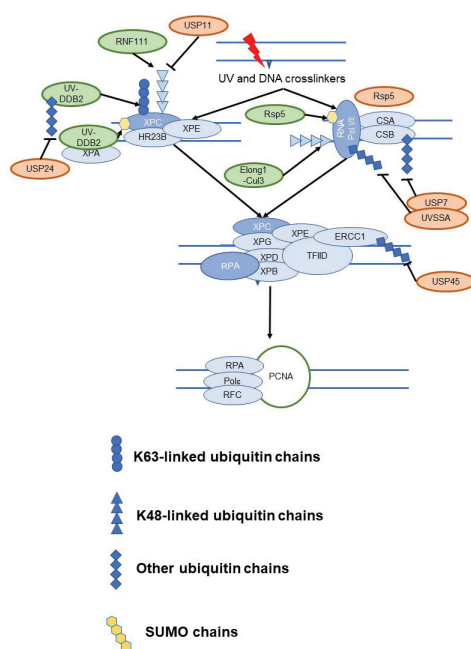 USP11
RNF111
UV and DNA crosslinkers
UV-
DDB2
XPC
HR23B
XPE
UV-
DDB2
XPA
USP24
Rsp5
Rsp5
RNA
Pol I/II
CSA
CSB
Elong1
-Cul3
USP7
UVSSA
XPC
XPG
XPE
ERCC1
TFIID
RPA
XPD
XPB
USP45
RPA
Polε
RFC
PCNA
K63-linked ubiquitin chains
K48-linked ubiquitin chains
Other ubiquitin chains
SUMO chains